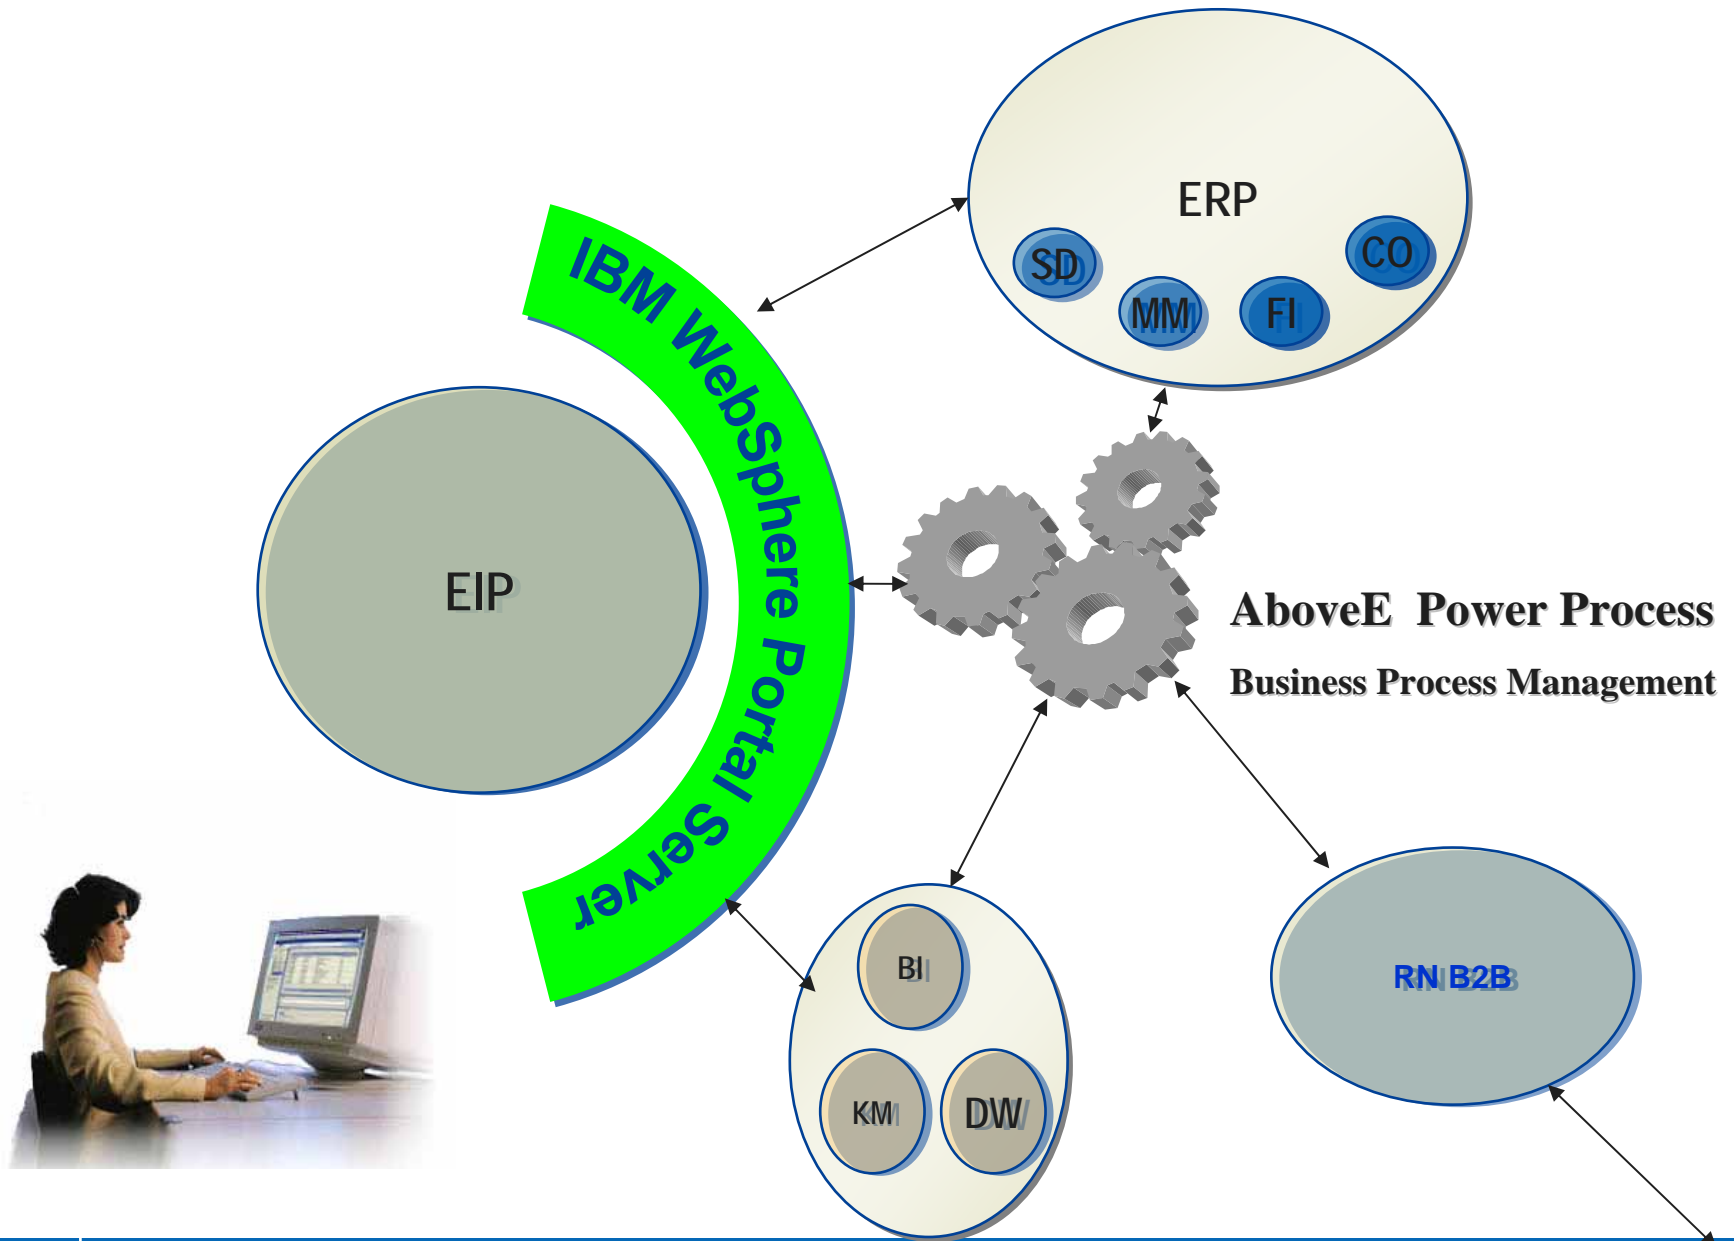 ERP
SD
MM
FI
CO
IBM WebSphere Portal Server
EIP
AboveE Power Process
Business Process Management
BI
KM
DW
RN B2B